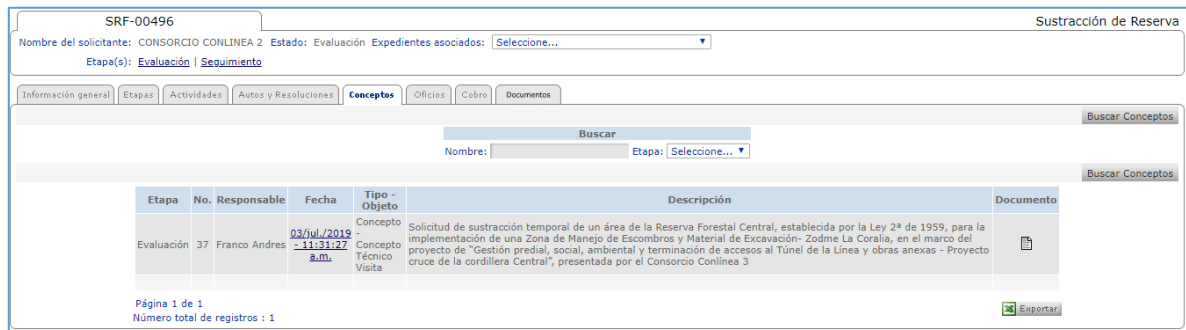 SRF-00496
Sustracción de Reserva
Nombre del solicitante: CONSORCIO CONLINEA 2 Estado: Evaluación Expedientes asociados: Seleccione...
Etapa(s): Evaluación | Seguimiento
Información general Etapas Actividades Autos y Resoluciones Conceptos Oficios Cobro Documentos
Buscar Conceptos
Buscar
Nombre: Etapa: Seleccione...
Buscar Conceptos
Etapa No. Responsable Fecha Tipo - Objeto Descripción Documento
Evaluación 37 Franco Andres
03/jul./2019
- 11:31:27
a.m.
Concepto
-
Concepto
Técnico
Visita
Solicitud de sustracción temporal de un área de la Reserva Forestal Central, establecida por la Ley 2ª de 1959, para la
implementación de una Zona de Manejo de Escombros y Material de Excavación- Zodme La Coralia, en el marco del
proyecto de "Gestión predial, social, ambiental y terminación de accesos al Túnel de la Línea y obras anexas - Proyecto
cruce de la cordillera Central", presentada por el Consorcio Conlínea 3
Página 1 de 1
Número total de registros : 1
Exportar